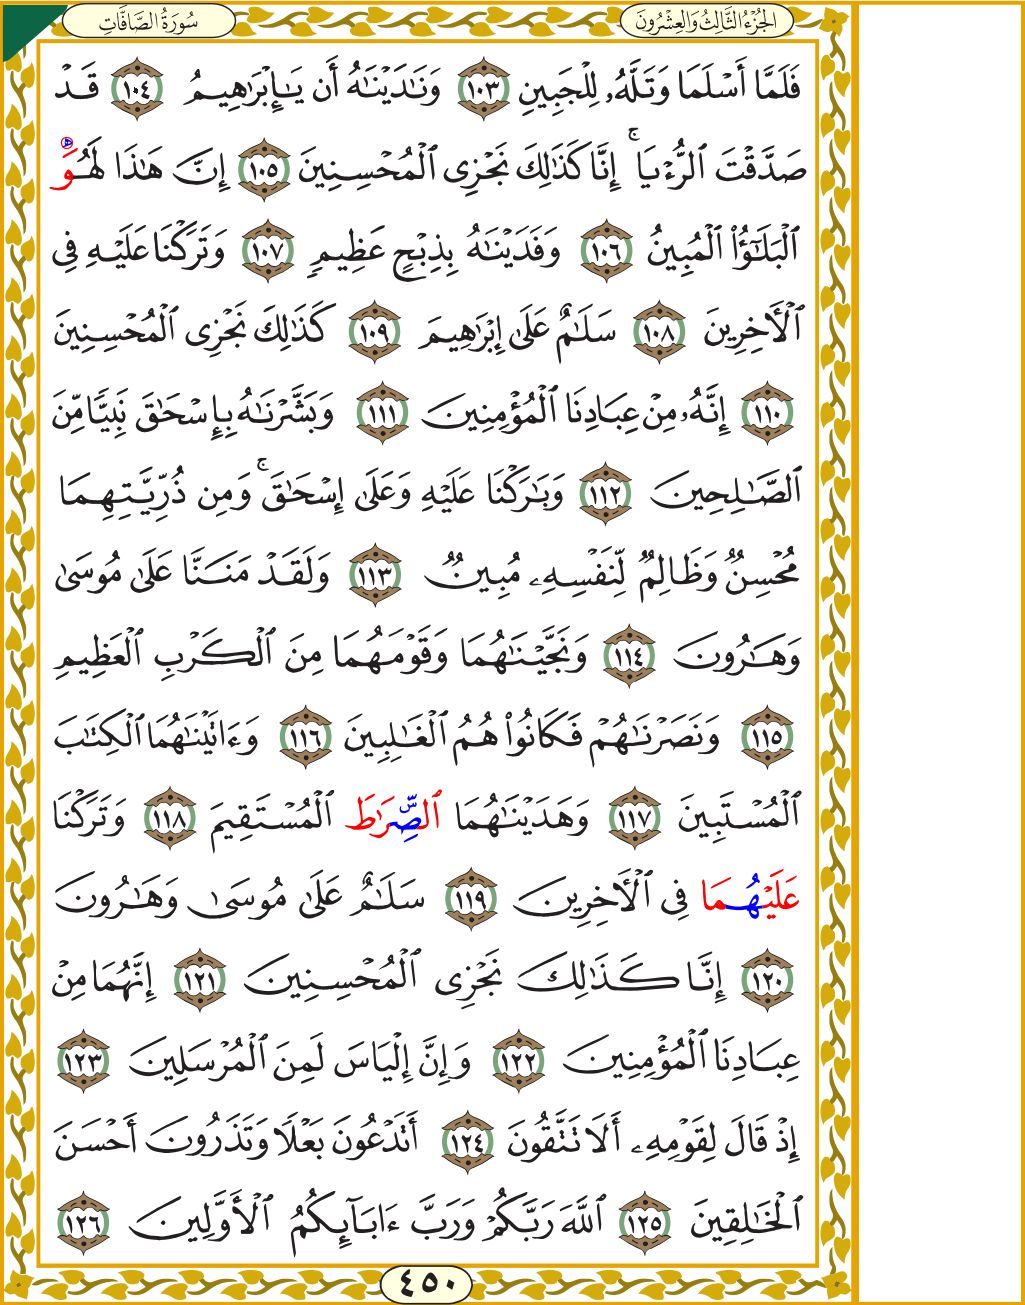 الجُزْءُ الثَّالِثُ وَالعِشْرُونَ
سُورَةُ الصَّافَّاتِ
فَلَمَّآ أَسْلَمَا وَتَلَّهُۥ لِلْجَبِينِ ١٠٣ وَنَٰدَيْنَٰهُ أَن يَٰٓإِبْرَٰهِيمُ ١٠٤ قَدْ
صَدَّقْتَ ٱلرُّءْيَا ۚ إِنَّا كَذَٰلِكَ نَجْزِى ٱلْمُحْسِنِينَ ١٠٥ إِنَّ هَٰذَا لَهُوَ
ٱلْبَلَٰٓؤُا۟ ٱلْمُبِينُ ١٠٦ وَفَدَيْنَٰهُ بِذِبْحٍ عَظِيمٍ ١٠٧ وَتَرَكْنَا عَلَيْهِ فِى
ٱلْأَخِرِينَ ١٠٨ سَلَٰمٌ عَلَىٰٓ إِبْرَٰهِيمَ ١٠٩ كَذَٰلِكَ نَجْزِى ٱلْمُحْسِنِينَ
١١٠ إِنَّهُۥ مِنْ عِبَادِنَا ٱلْمُؤْمِنِينَ ١١١ وَبَشَّرْنَٰهُ بِإِسْحَٰقَ نَبِيًّا مِّنَ
ٱلصَّٰلِحِينَ ١١٢ وَبَٰرَكْنَا عَلَيْهِ وَعَلَىٰٓ إِسْحَٰقَ ۚ وَمِن ذُرِّيَّتِهِمَا
مُحْسِنٌ وَظَالِمٌ لِّنَفْسِهِۦ مُبِينٌ ١١٣ وَلَقَدْ مَنَنَّا عَلَىٰ مُوسَىٰ
وَهَٰرُونَ ١١٤ وَنَجَّيْنَٰهُمَا وَقَوْمَهُمَا مِنَ ٱلْكَرْبِ ٱلْعَظِيمِ
١١٥ وَنَصَرْنَٰهُمْ فَكَانُوا۟ هُمُ ٱلْغَٰلِبِينَ ١١٦ وَءَاتَيْنَٰهُمَا ٱلْكِتَٰبَ
ٱلْمُسْتَبِينَ ١١٧ وَهَدَيْنَٰهُمَا ٱلصِّرَٰطَ ٱلْمُسْتَقِيمَ ١١٨ وَتَرَكْنَا
عَلَيْهُمَا فِى ٱلْأَخِرِينَ ١١٩ سَلَٰمٌ عَلَىٰ مُوسَىٰ وَهَٰرُونَ
١٢٠ إِنَّا كَذَٰلِكَ نَجْزِى ٱلْمُحْسِنِينَ ١٢١ إِنَّهُمَا مِنْ
عِبَادِنَا ٱلْمُؤْمِنِينَ ١٢٢ وَإِنَّ إِلْيَاسَ لَمِنَ ٱلْمُرْسَلِينَ ١٢٣
إِذْ قَالَ لِقَوْمِهِۦٓ أَلَا تَتَّقُونَ ١٢٤ أَتَدْعُونَ بَعْلًا وَتَذَرُونَ أَحْسَنَ
ٱلْخَٰلِقِينَ ١٢٥ ٱللَّهَ رَبَّكُمْ وَرَبَّ ءَابَآئِكُمُ ٱلْأَوَّلِينَ ١٢٦
٤٥٠